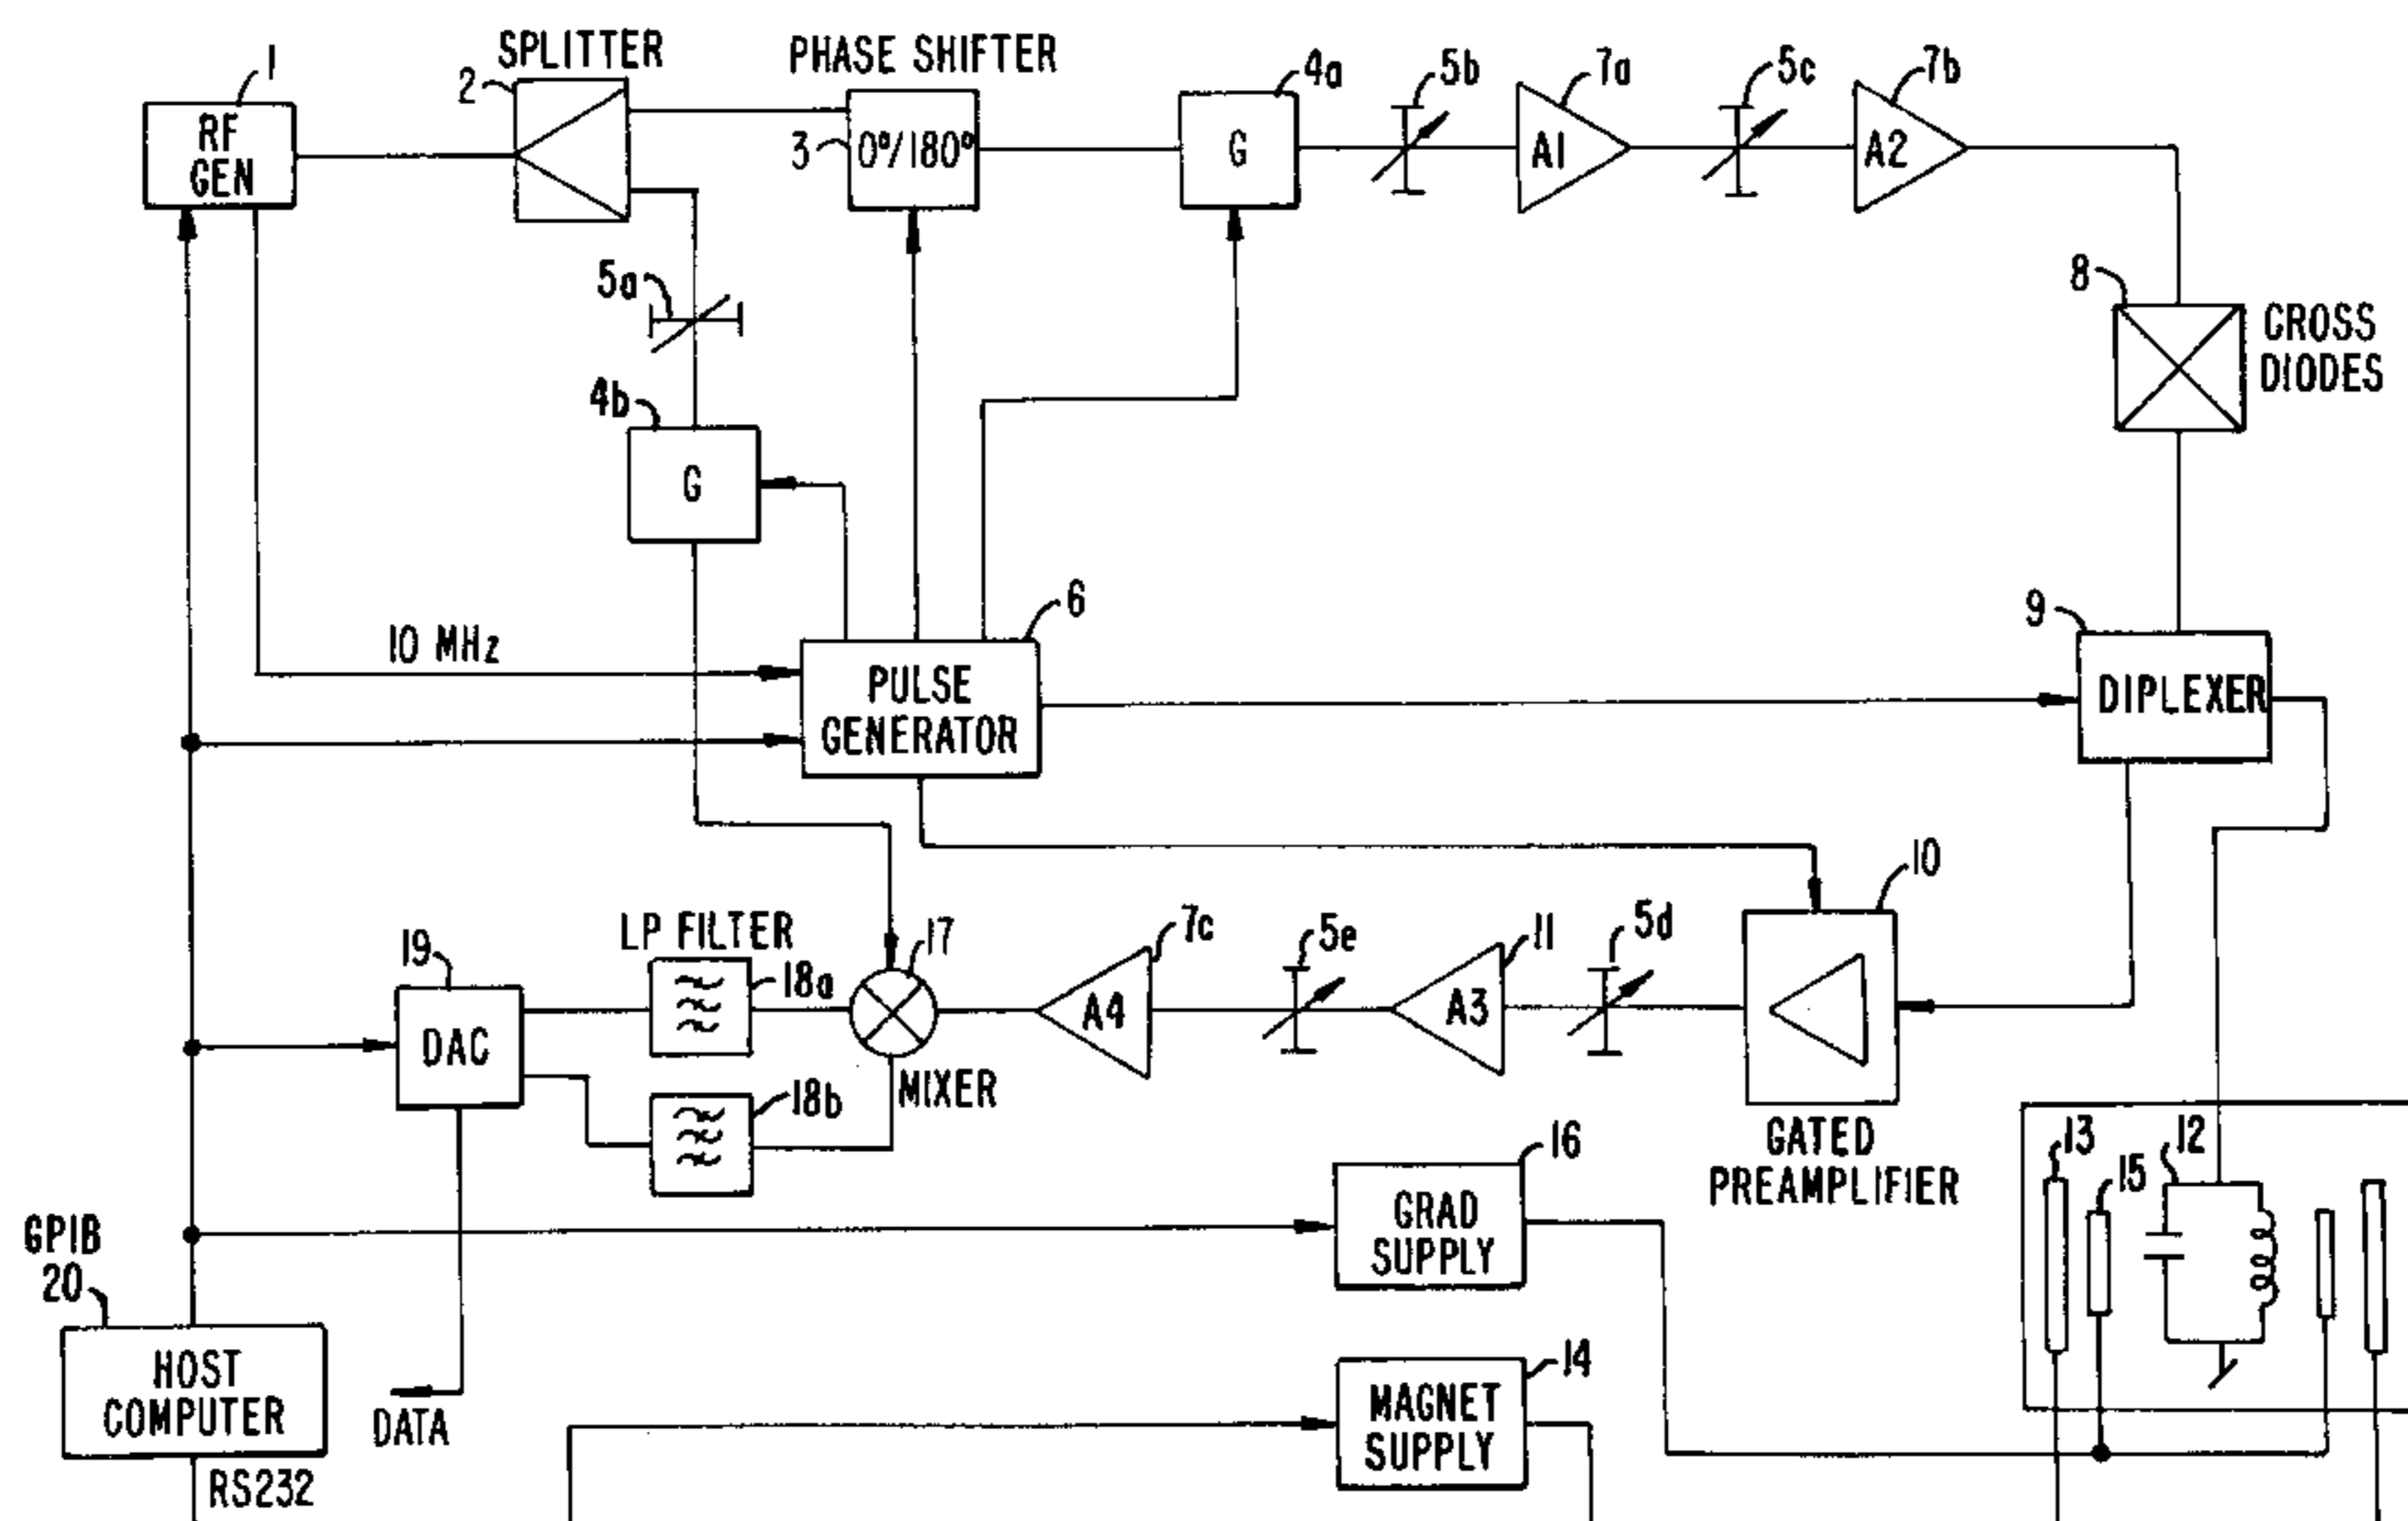 1
SPLITTER
2
PHASE SHIFTER
4a
5b
7a
5c
7b
RF
GEN
3
0°/180°
G
A1
A2
5a
8
CROSS
DIODES
4b
G
6
9
10 MHz
PULSE
GENERATOR
DIPLEXER
10
19
LP FILTER
18a
17
7c
5e
11
5d
DAC
A4
A3
18b
MIXER
GATED
PREAMPLIFIER
16
13
15
12
GPIB
20
GRAD
SUPPLY
HOST
COMPUTER
DATA
14
MAGNET
SUPPLY
RS232